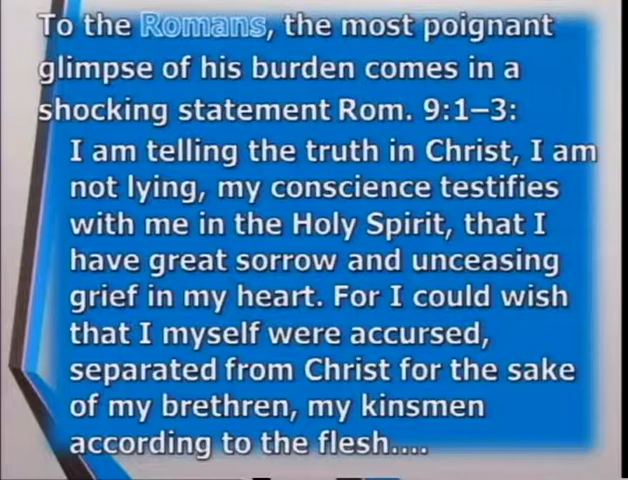 To the Romans, the most poignant
glimpse of his burden comes in a
shocking statement Rom. 9:1–3:
I am telling the truth in Christ, I am
not lying, my conscience testifies
with me in the Holy Spirit, that I
have great sorrow and unceasing
grief in my heart. For I could wish
that I myself were accursed,
separated from Christ for the sake
of my brethren, my kinsmen
according to the flesh....